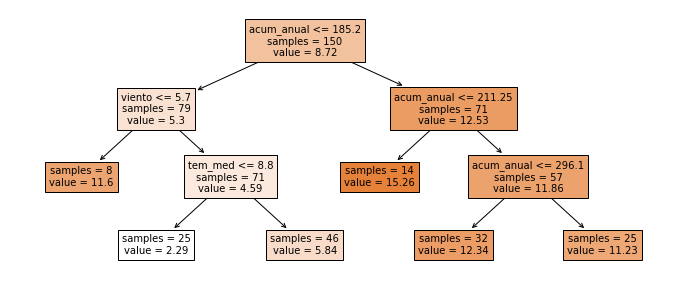 acum_anual <= 185.2
samples = 150
value = 8.72
viento <= 5.7
samples = 79
value = 5.3
acum_anual <= 211.25
samples = 71
value = 12.53
samples = 8
value = 11.6
tem_med <= 8.8
samples = 71
value = 4.59
samples = 14
value = 15.26
acum_anual <= 296.1
samples = 57
value = 11.86
samples = 25
value = 2.29
samples = 46
value = 5.84
samples = 32
value = 12.34
samples = 25
value = 11.23